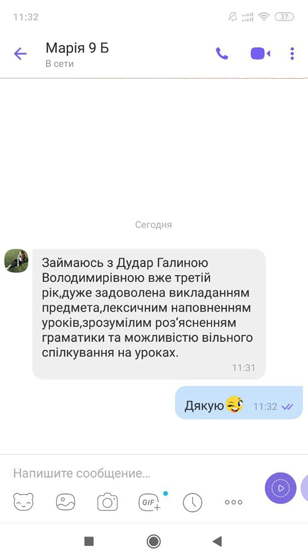 11:32
37
Марія 9 Б
В сети
Сегодня
Займаюсь з Дудар Галиною
Володимирівною вже третій
рік,дуже задоволена викладанням
предмета,лексичним наповненням
уроків,зрозумілим роз’ясненням
граматики та можливістю вільного
спілкування на уроках.
11:31
Дякую😅 11:32
Напишите сообщение...
GIF